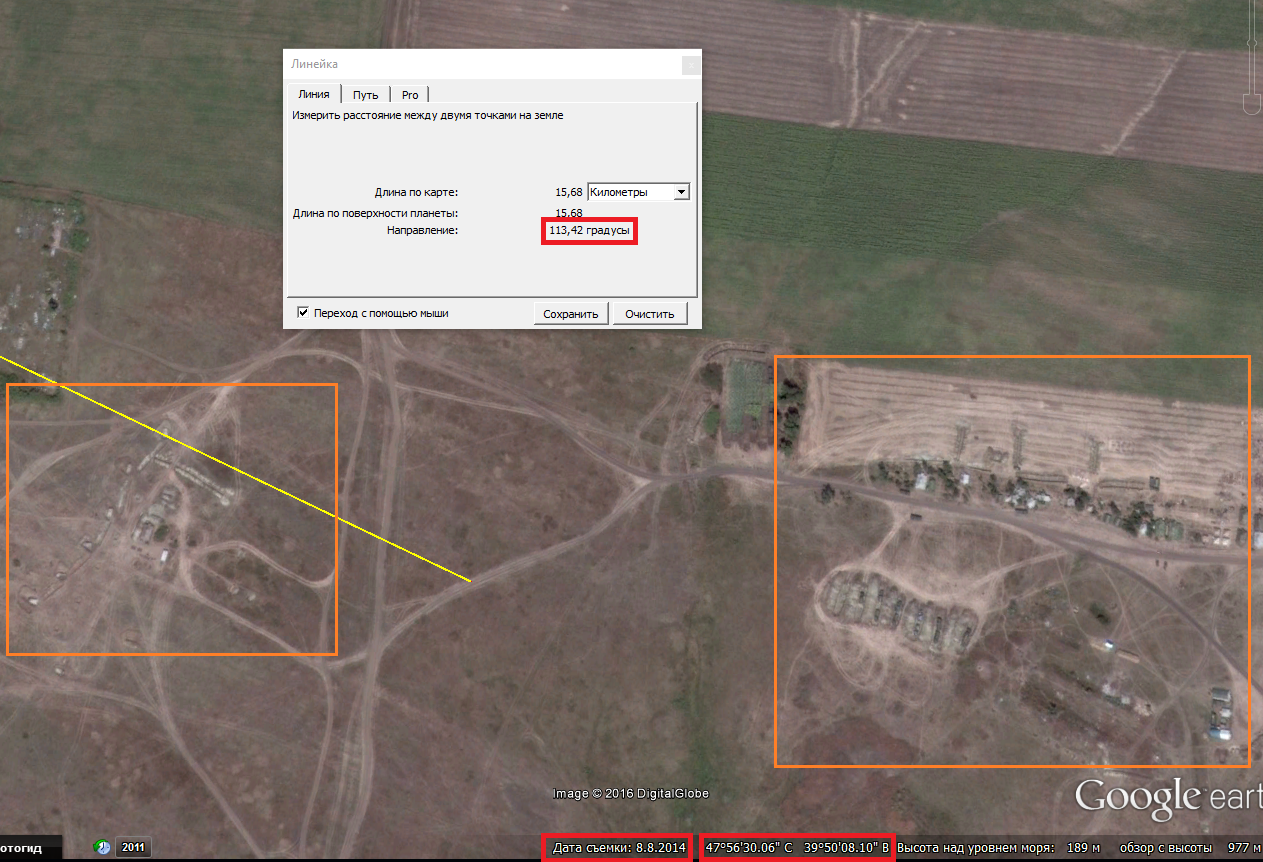 Линейка
Линия Путь Pro
Измерить расстояние между двумя точками на земле
Длина по карте: 15,68 Километры
Длина по поверхности планеты: 15,68
Направление: 113,42 градусы
Переход с помощью мыши Сохранить Очистить
Image © 2016 DigitalGlobe
Google eart
отогид 2011 Дата съемки: 8.8.2014 47°56'30.06" С 39°50'08.10" В Высота над уровнем моря: 189 м обзор с высоты 977 м